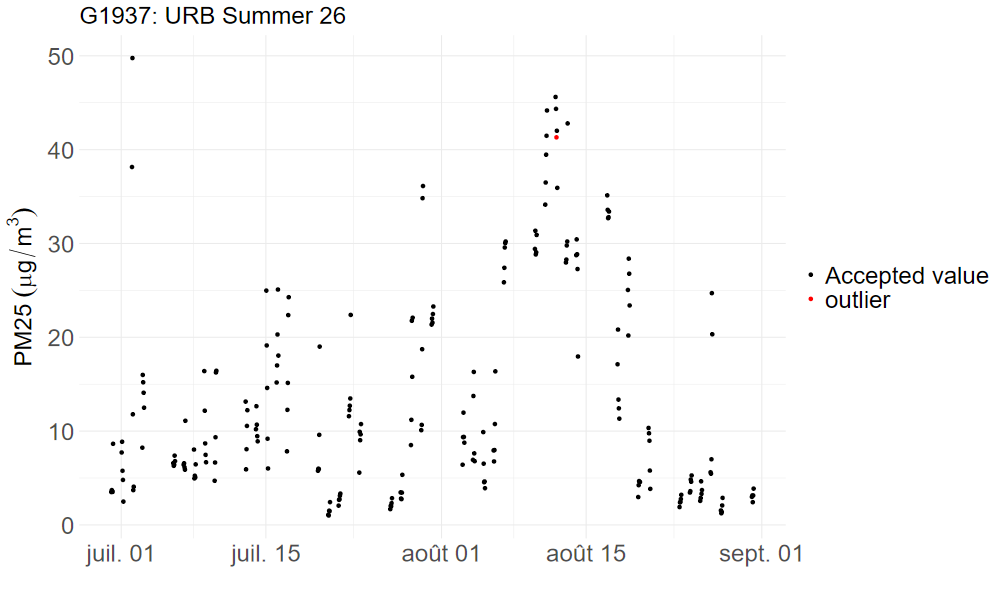 G1937: URB Summer 26
50
40
30
20
10
0
PM25 (μg/m³)
juil. 01
juil. 15
août 01
août 15
sept. 01
Accepted value
outlier